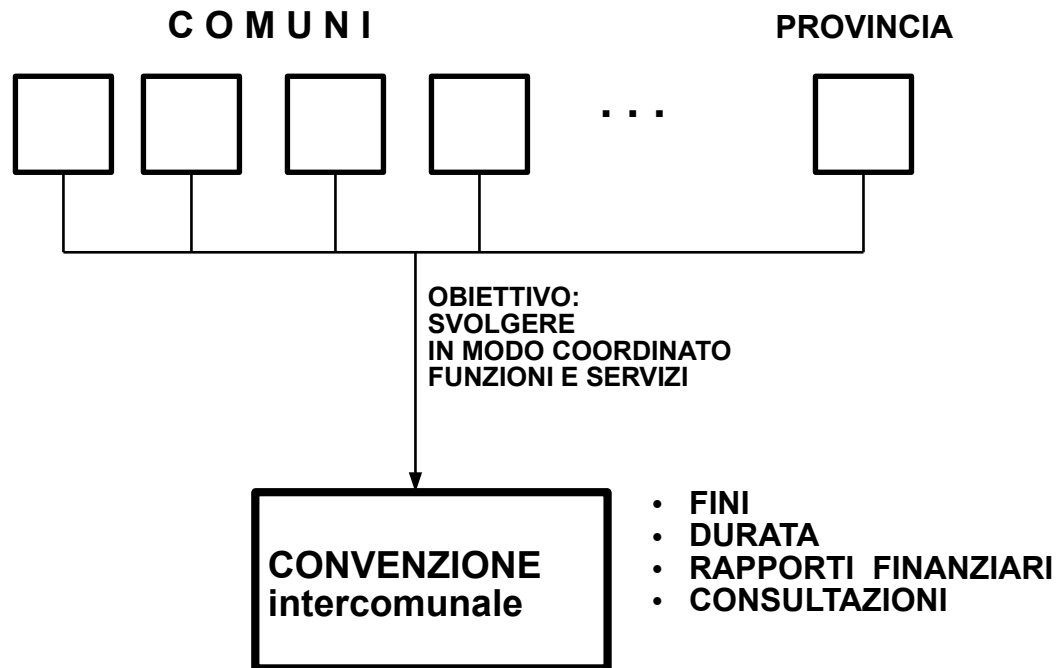 C O M U N I
PROVINCIA
. . .
OBIETTIVO:
SVOLGERE
IN MODO COORDINATO
FUNZIONI E SERVIZI
CONVENZIONE
intercomunale
• FINI
• DURATA
• RAPPORTI FINANZIARI
• CONSULTAZIONI